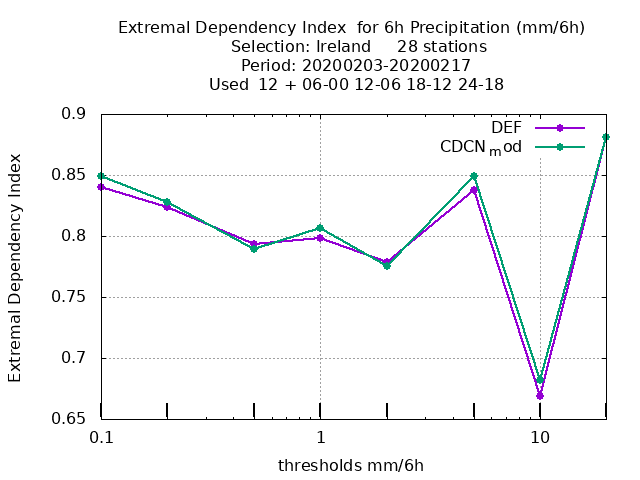 Extremal Dependency Index  for 6h Precipitation (mm/6h)
Selection: Ireland     28 stations
Period: 20200203-20200217
Used  12 + 06-00 12-06 18-12 24-18
DEF
CDCN_mod
0.9
0.85
0.8
0.75
0.7
0.65
Extremal Dependency Index
0.1
1
10
thresholds mm/6h